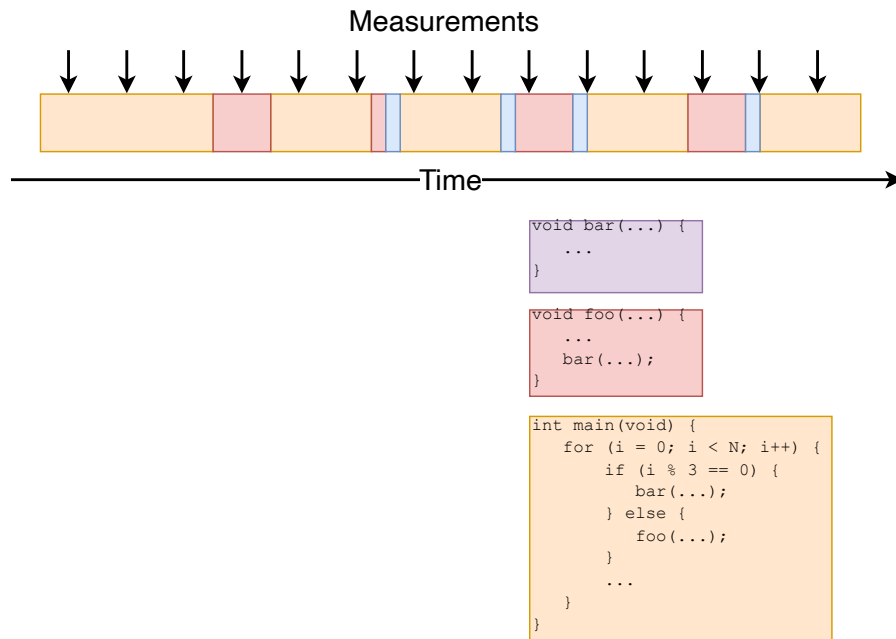 Measurements
Time
void bar(...) {
   ...
}
void foo(...) {
   ...
   bar(...);
}
int main(void) {
   for (i = 0; i < N; i++) {
       if (i % 3 == 0) {
          bar(...);
       } else {
          foo(...);
       }
       ...
   }
}